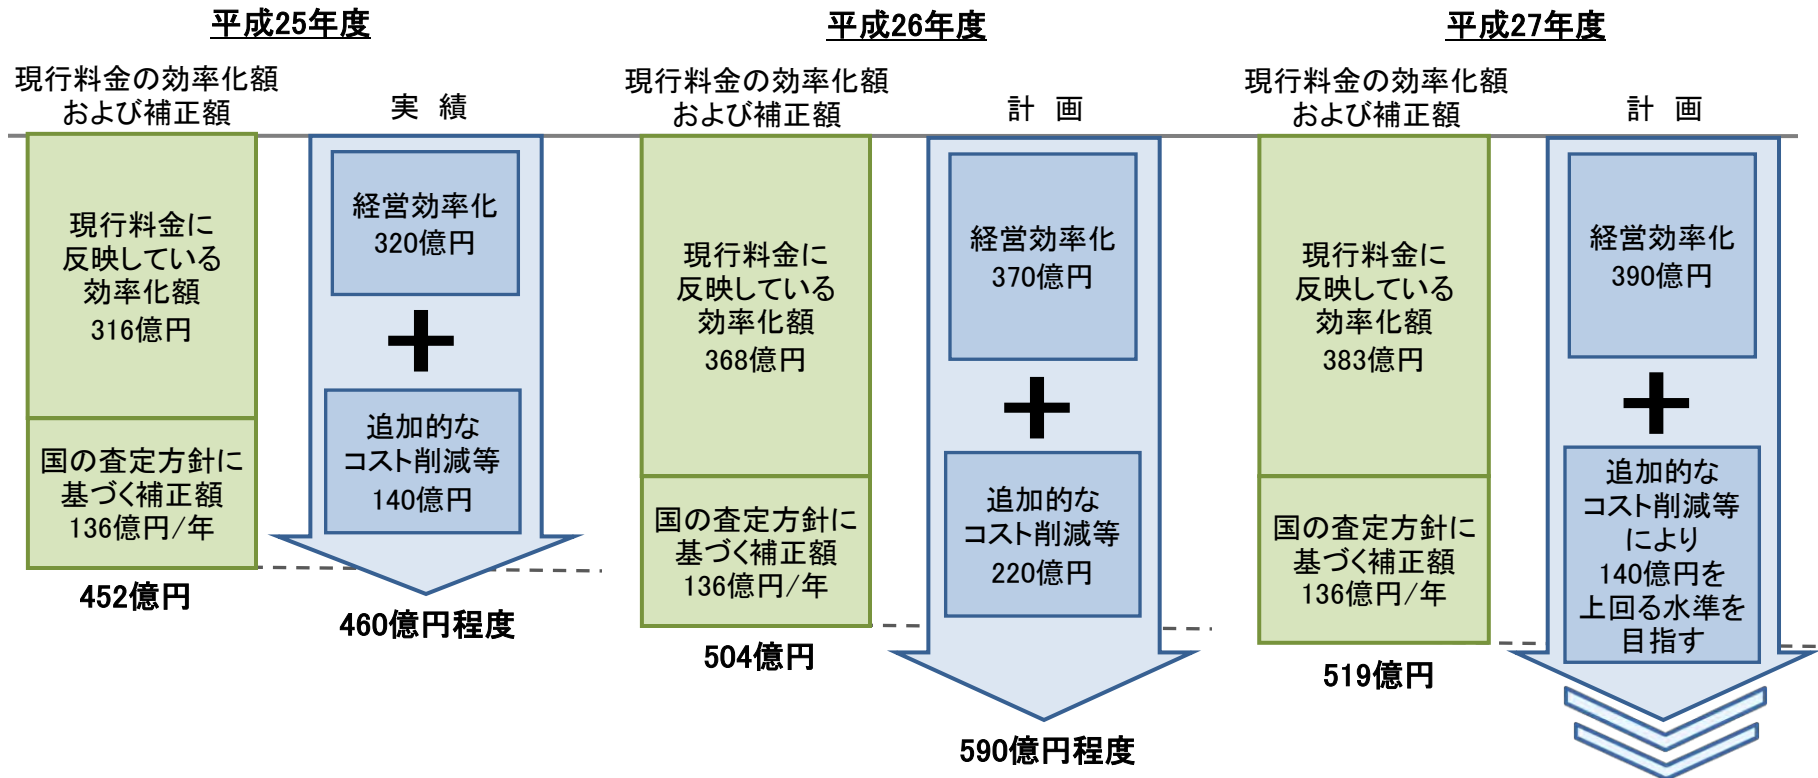 平成25年度
現行料金の効率化額
および補正額
実　績
現行料金に
反映している
効率化額
316億円
国の査定方針に
基づく補正額
136億円/年
452億円
経営効率化
320億円
+
追加的な
コスト削減等
140億円
460億円程度
平成26年度
現行料金の効率化額
および補正額
計　画
現行料金に
反映している
効率化額
368億円
国の査定方針に
基づく補正額
136億円/年
504億円
経営効率化
370億円
+
追加的な
コスト削減等
220億円
590億円程度
平成27年度
現行料金の効率化額
および補正額
計　画
現行料金に
反映している
効率化額
383億円
国の査定方針に
基づく補正額
136億円/年
519億円
経営効率化
390億円
+
追加的な
コスト削減等
により
140億円を
上回る水準を
目指す